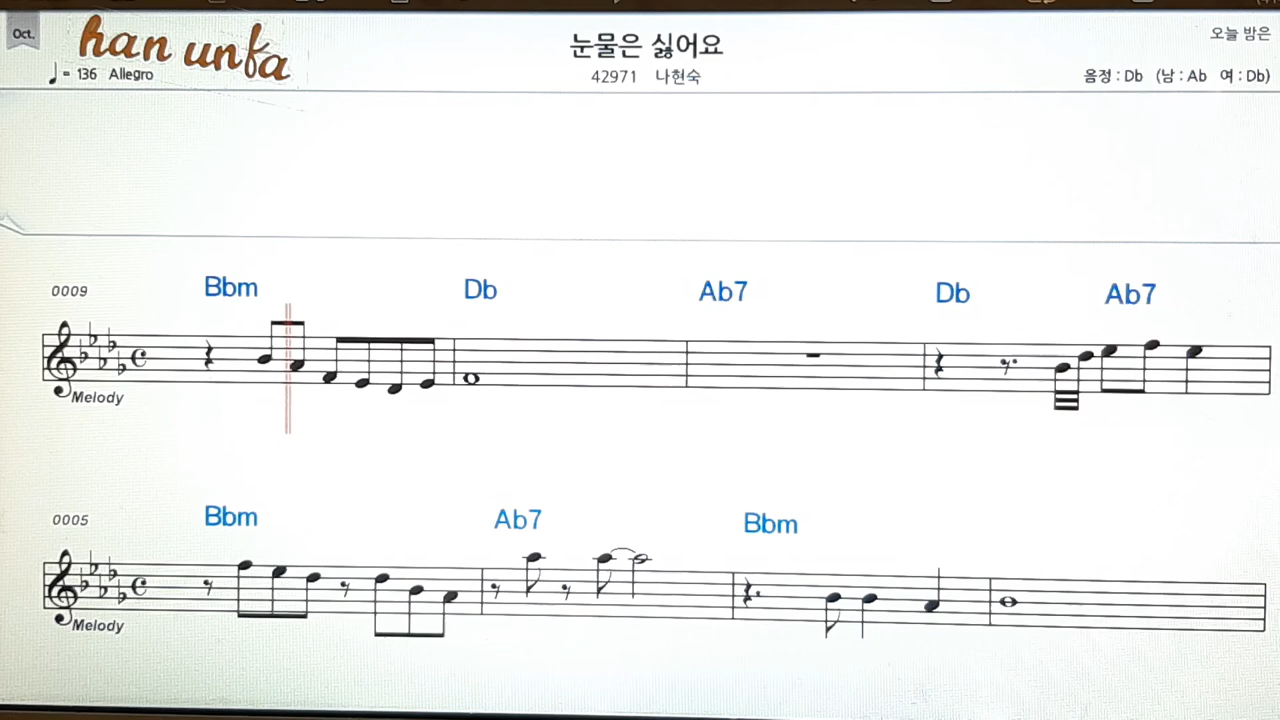 Oct.
han unfa
눈물은 싫어요
오늘 밤은
= 136 Allegro
42971 나현숙
음정 : Db (남 : Ab 여 : Db)
0009
Bbm Db Ab7 Db Ab7
Melody
0005
Bbm Ab7 Bbm
Melody